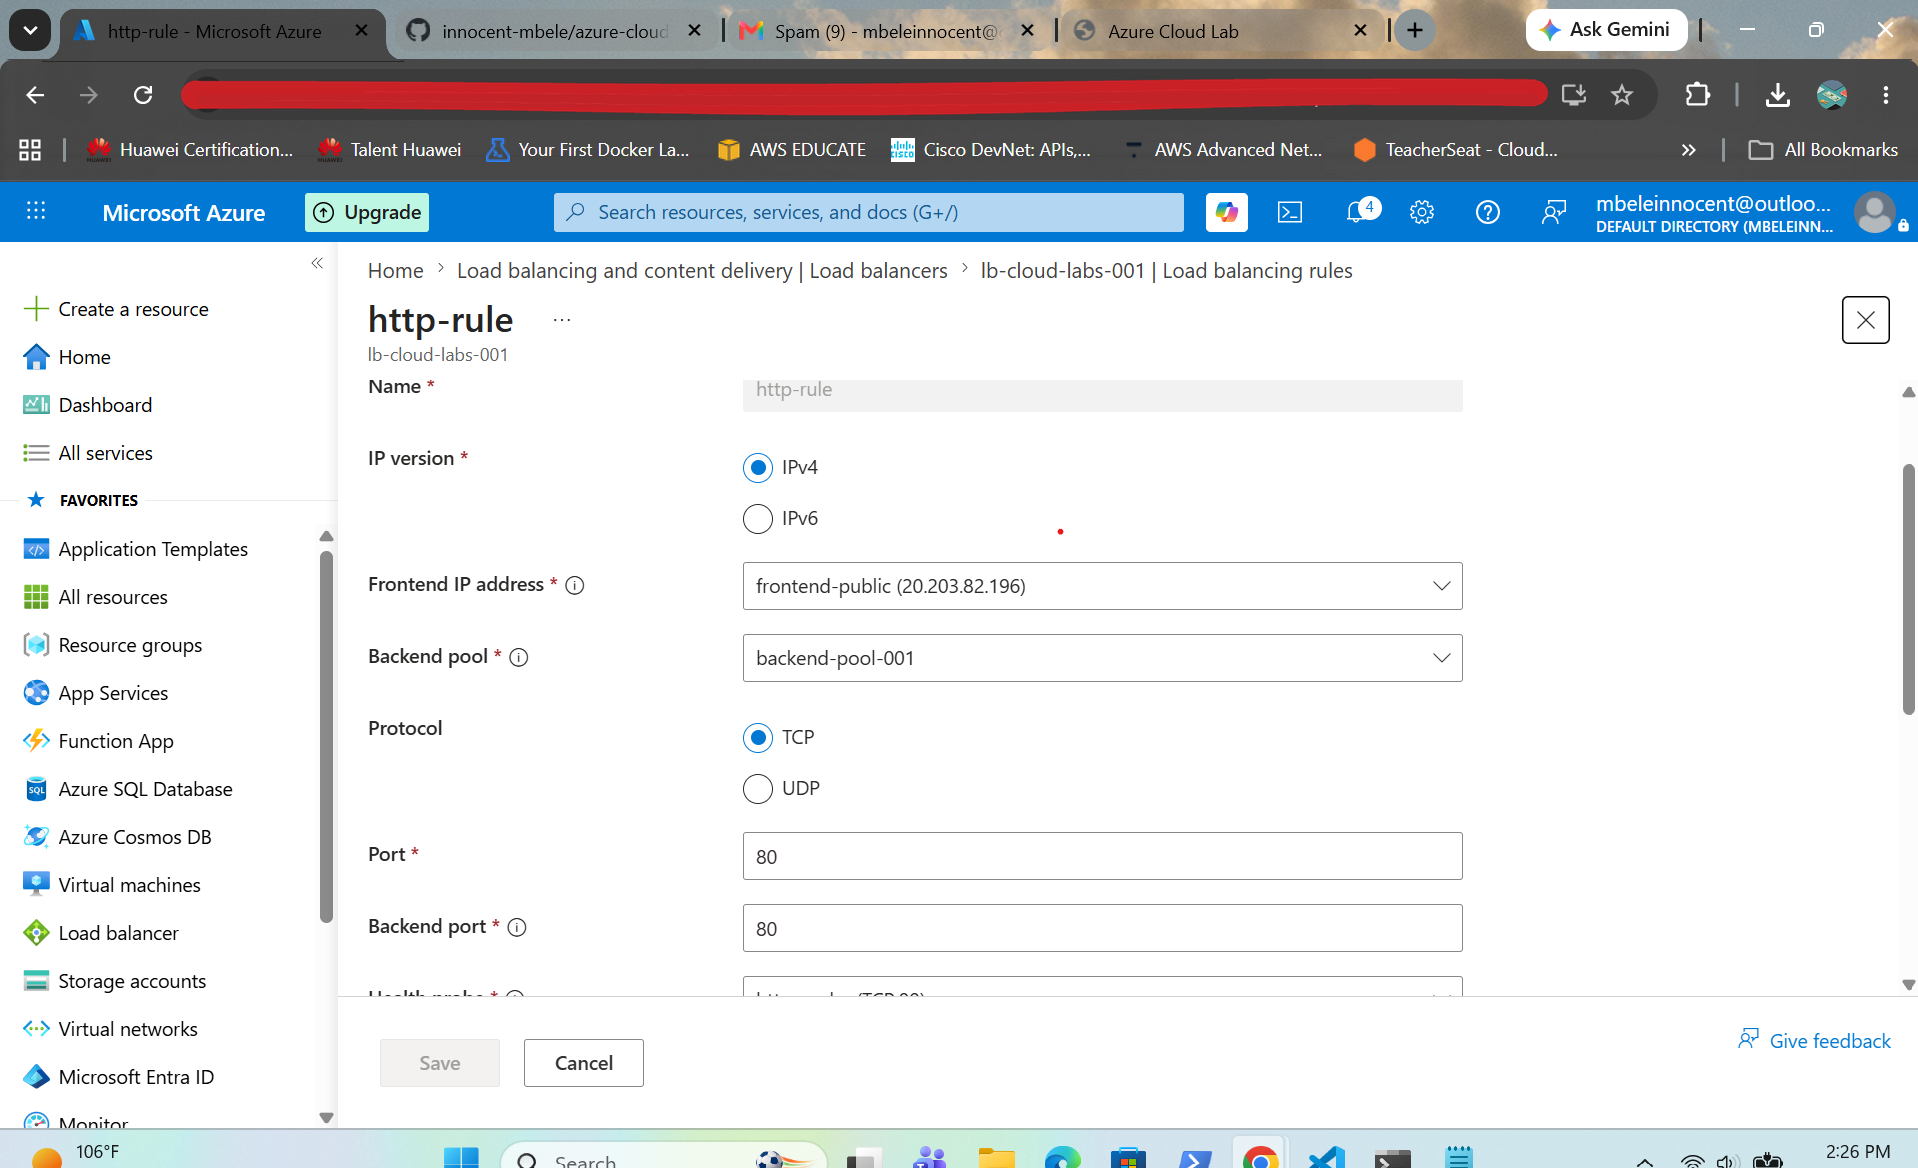 http-rule - Microsoft Azure
innocent-mbele/azure-cloud
Spam (9) - mbeleinnocent@
Azure Cloud Lab
Ask Gemini
Huawei Certification...
Talent Huawei
Your First Docker La...
AWS EDUCATE
Cisco DevNet: APIs,...
AWS Advanced Net...
TeacherSeat - Cloud...
All Bookmarks
Microsoft Azure
Upgrade
Search resources, services, and docs (G+/)
4
mbeleinnocent@outloo...
DEFAULT DIRECTORY (MBELEINN...
Home > Load balancing and content delivery | Load balancers > lb-cloud-labs-001 | Load balancing rules
http-rule ...
lb-cloud-labs-001
Create a resource
Home
Dashboard
All services
FAVORITES
Application Templates
All resources
Resource groups
App Services
Function App
Azure SQL Database
Azure Cosmos DB
Virtual machines
Load balancer
Storage accounts
Virtual networks
Microsoft Entra ID
Monitor
Name *
http-rule
IP version *
IPv4
IPv6
Frontend IP address *
frontend-public (20.203.82.196)
Backend pool *
backend-pool-001
Protocol
TCP
UDP
Port *
80
Backend port *
80
Health probe *
Save
Cancel
Give feedback
106°F
Search
2:26 PM